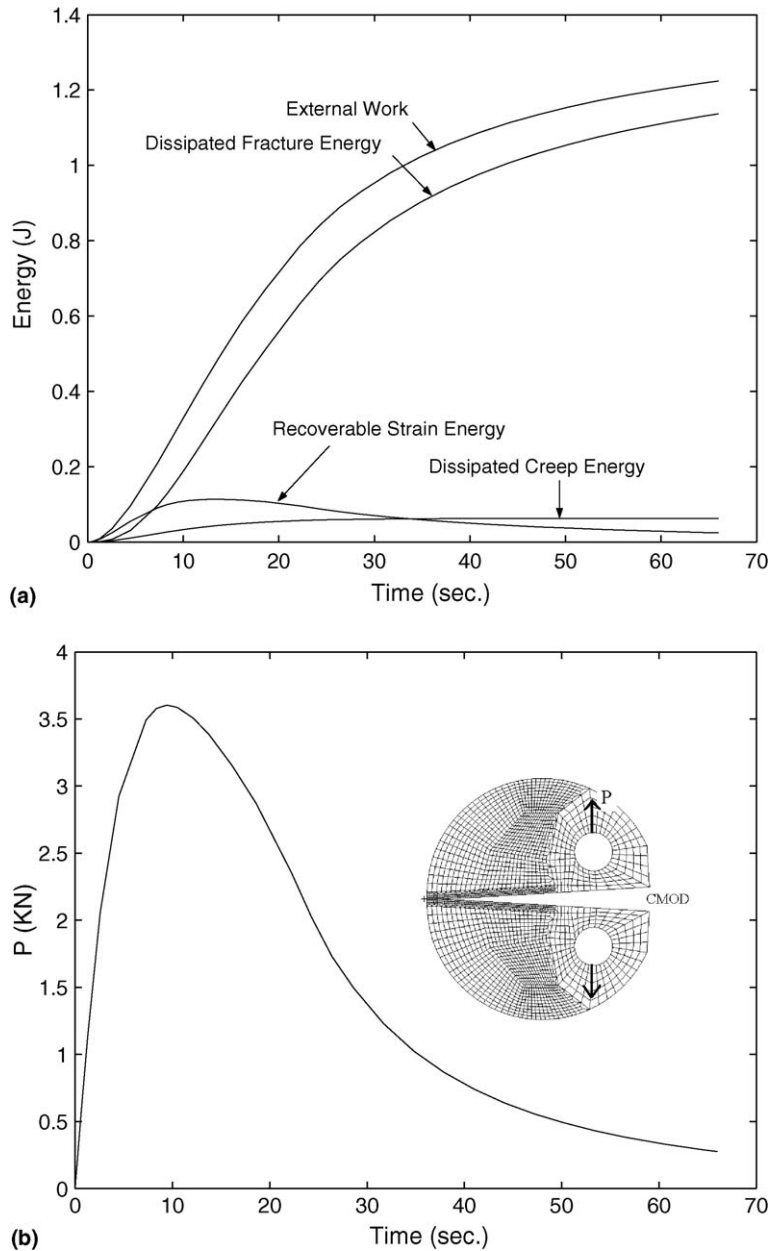 1.4
1.2
1
0.8
0.6
0.4
0.2
0
Energy (J)
External Work
Dissipated Fracture Energy
Recoverable Strain Energy
Dissipated Creep Energy
0 10 20 30 40 50 60 70
Time (sec.)
(a)
4
3.5
3
2.5
2
1.5
1
0.5
0
P (KN)
P
CMOD
0 10 20 30 40 50 60 70
Time (sec.)
(b)